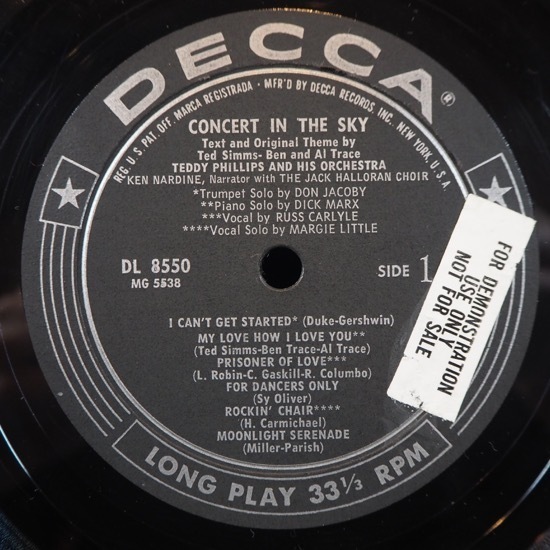 DECCA®
REG. U.S. PAT. OFF. MARCA REGISTRADA • MFR'D BY DECCA RECORDS, INC., NEW YORK, U.S.A.
CONCERT IN THE SKY
Text and Original Theme by
Ted Simms- Ben and Al Trace
TEDDY PHILLIPS AND HIS ORCHESTRA
KEN NARDINE, Narrator with THE JACK HALLORAN CHOIR
*Trumpet Solo by DON JACOBY
**Piano Solo by DICK MARX
***Vocal by RUSS CARLYLE
****Vocal Solo by MARGIE LITTLE
DL 8550
MG 5538
SIDE 1
FOR DEMONSTRATION
USE ONLY
NOT FOR SALE
I CAN'T GET STARTED* (Duke-Gershwin)
MY LOVE HOW I LOVE YOU**
(Ted Simms-Ben Trace-Al Trace)
PRISONER OF LOVE***
(L. Robin-C. Gaskill-R. Columbo)
FOR DANCERS ONLY
(Sy Oliver)
ROCKIN' CHAIR****
(H. Carmichael)
MOONLIGHT SERENADE
(Miller-Parish)
LONG PLAY 33⅓ RPM